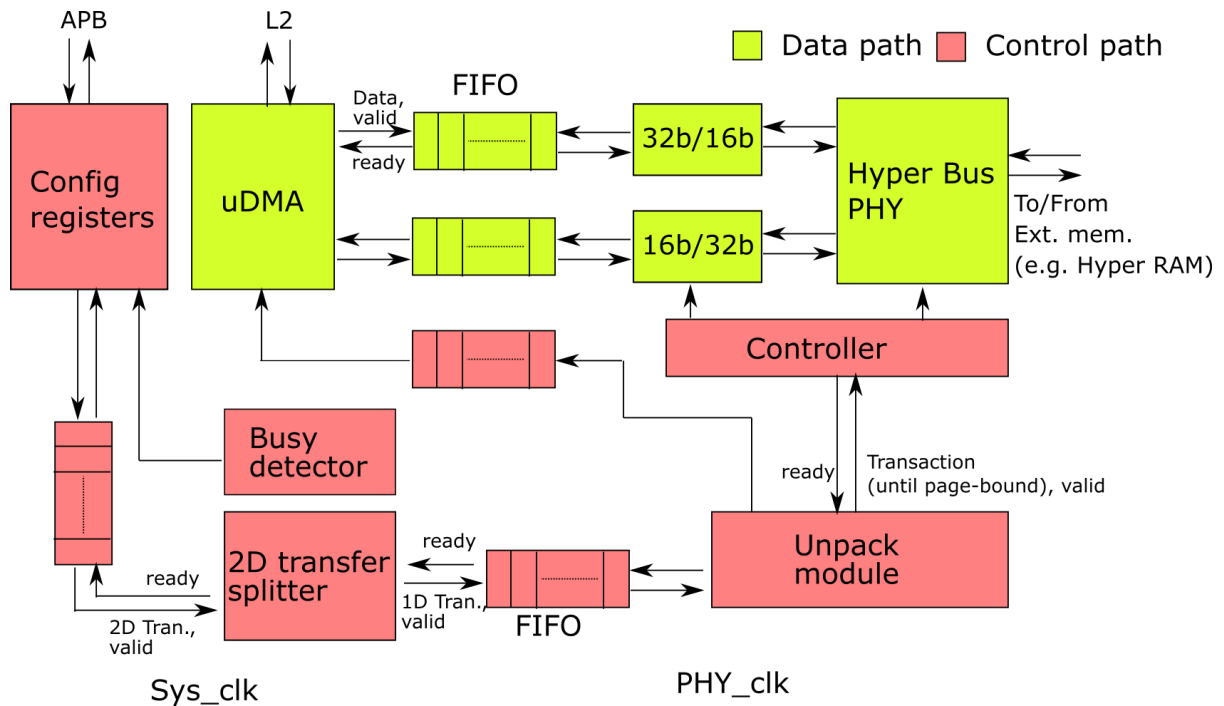 APB
L2
Data path
Control path
FIFO
Data,
valid
ready
32b/16b
Config
registers
uDMA
Hyper Bus
PHY
16b/32b
To/From
Ext. mem.
(e.g. Hyper RAM)
Controller
Busy
detector
ready
Transaction
(until page-bound), valid
2D transfer
splitter
ready
ready
1D Tran.,
valid
2D Tran.,
valid
FIFO
Unpack
module
Sys_clk
PHY_clk